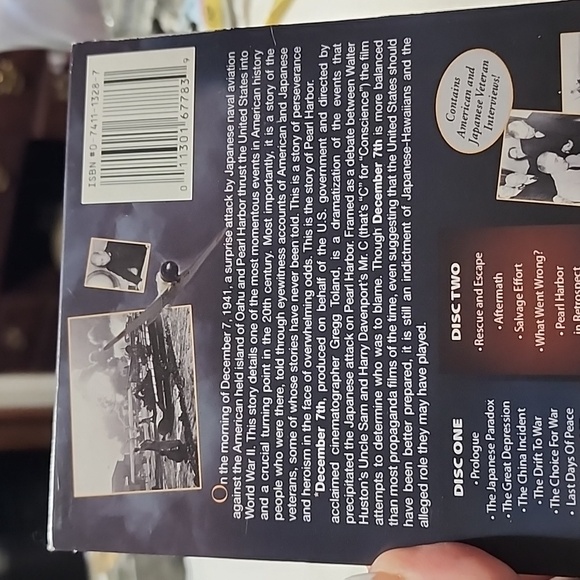 ISBN #0-7411-1328-7
0 11301 67783 9
On the morning of December 7, 1941, a surprise attack by Japanese naval aviation
against the American held island of Oahu and Pearl Harbor thrust the United States into
World War II. This story details one of the most momentous events in American history
and a crucial turning point in the 20th century. Most importantly, it is a story of the
people who were there, told through eyewitness accounts of American and Japanese
veterans, some of whose stories have never been told. This is a story of perseverance
and heroism in the face of overwhelming odds. This is the story of Pearl Harbor.
*December 7th, produced on behalf of the U.S. government and directed by
acclaimed cinematographer Gregg Toland, is a dramatization of the events that
precipitated the Japanese attack on Pearl Harbor. Framed as a debate between Walter
Huston's Uncle Sam and Harry Davenport's Mr. C (that's "C" for "Conscience") the film
attempts to determine who was to blame. Though December 7th is more balanced
than most propaganda films of the time, even suggesting that the United States should
have been better prepared, it is still an indictment of Japanese-Hawaiians and the
alleged role they may have played.
Contains
American and
Japanese Veteran
Interviews!
DISC ONE
• Prologue
• The Japanese Paradox
• The Great Depression
• The China Incident
• The Drift To War
• The Choice For War
• Last Days Of Peace
DISC TWO
• Rescue and Escape
• Aftermath
• Salvage Effort
• What Went Wrong?
• Pearl Harbor
in Retrospect